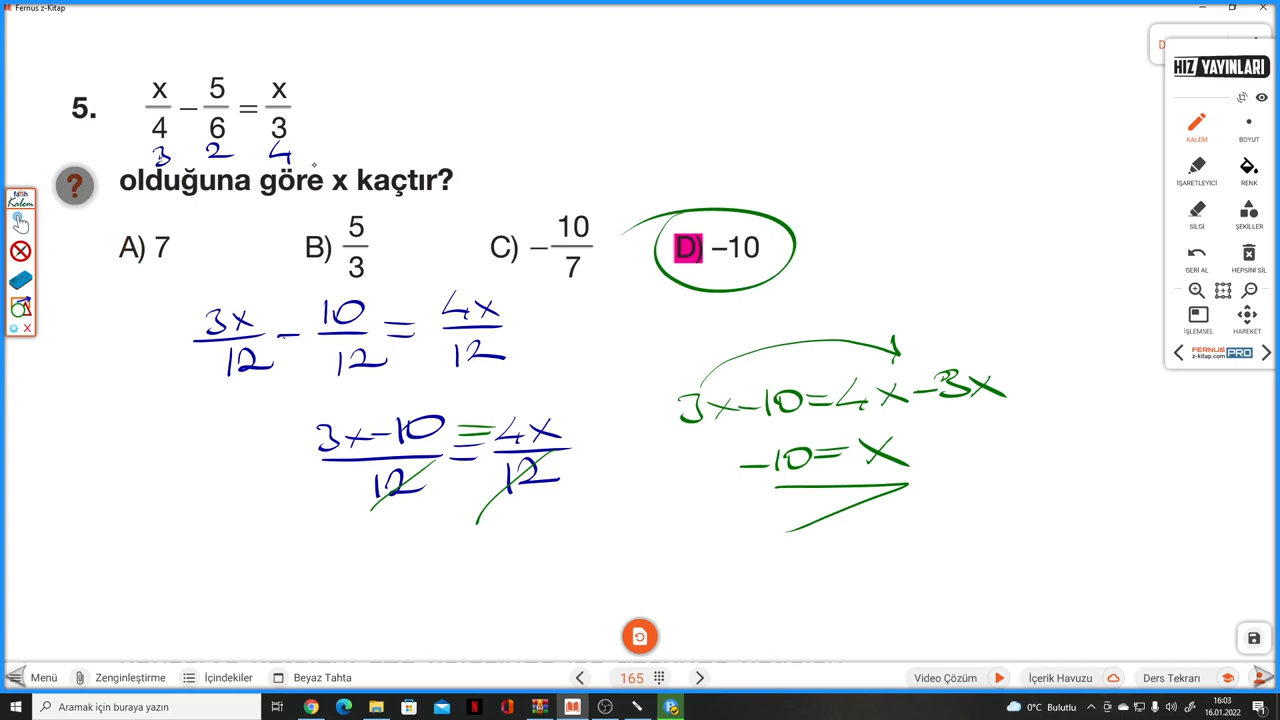 Fernus z-Kitap
5. x/4 − 5/6 = x/3
3 2 4
? olduğuna göre x kaçtır?
A) 7 B) 5/3 C) −10/7 D) –10
3x/12 - 10/12 = 4x/12
3x-10/12 = 4x/12
3x-10=4x-3x
-10=x
fatih
Kalem
x
HIZ YAYINLARI
KALEM BOYUT
İŞARETLEYİCİ RENK
SİLGİ ŞEKİLLER
GERİ AL HEPSİNİ SİL
İŞLEMSEL HAREKET
FERNUS
z-kitap.com PRO
Menü Zenginleştirme İçindekiler Beyaz Tahta 165 Video Çözüm İçerik Havuzu Ders Tekrarı
Aramak için buraya yazın 0°C Bulutlu 16:03
16.01.2022